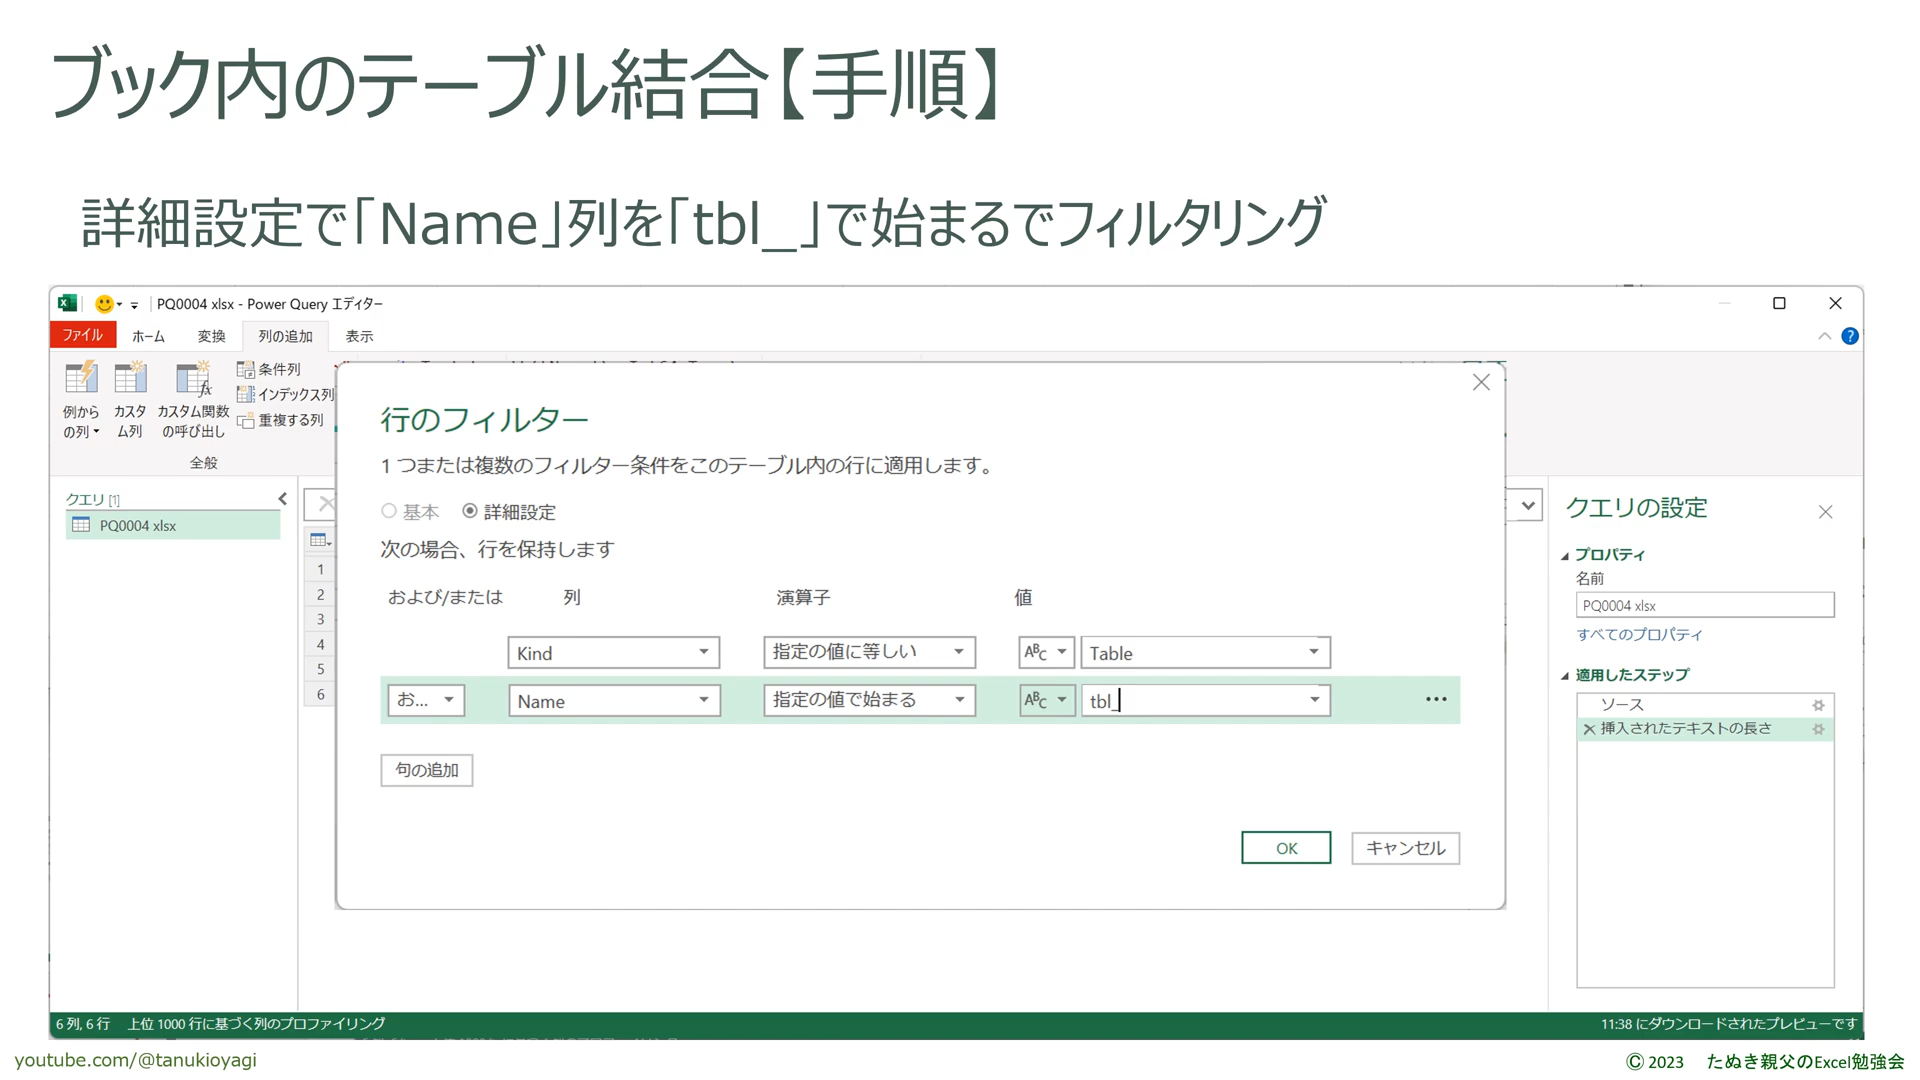 ブック内のテーブル結合【手順】
詳細設定で「Name」列を「tbl_」で始まるでフィルタリング
PQ0004 xlsx - Power Query エディター
ファイル ホーム 変換 列の追加 表示
例から
の列
カスタ
ム列
カスタム関数
の呼び出し
条件列
インデックス列
重複する列
全般
クエリ [1]
PQ0004 xlsx
1
2
3
4
5
6
行のフィルター
1 つまたは複数のフィルター条件をこのテーブル内の行に適用します。
基本 詳細設定
次の場合、行を保持します
および/または 列 演算子 値
Kind 指定の値に等しい ABC Table
お... Name 指定の値で始まる ABC tbl_ ...
句の追加
OK キャンセル
クエリの設定
プロパティ
名前
PQ0004 xlsx
すべてのプロパティ
適用したステップ
ソース
挿入されたテキストの長さ
6 列, 6 行 上位 1000 行に基づく列のプロファイリング
11:38 にダウンロードされたプレビューです
youtube.com/@tanukioyagi
© 2023 たぬき親父のExcel勉強会